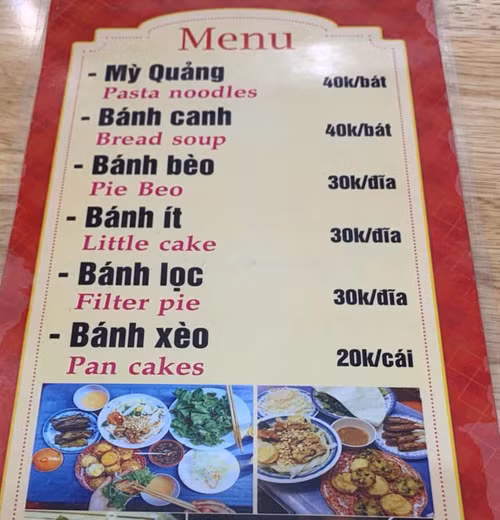 Menu
- Mỳ Quảng 40k/bát
Pasta noodles
- Bánh canh 40k/bát
Bread soup
- Bánh bèo 30k/đĩa
Pie Beo
- Bánh ít 30k/đĩa
Little cake
- Bánh lọc 30k/đĩa
Filter pie
- Bánh xèo 20k/cái
Pan cakes